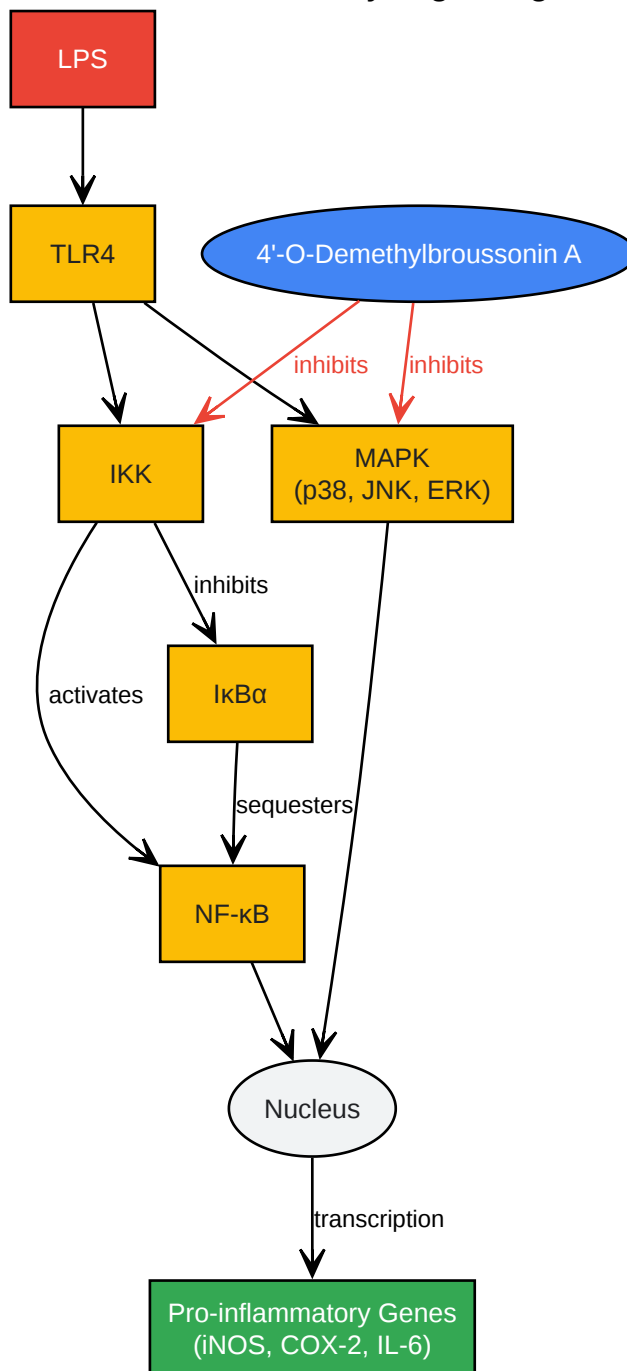 LPS
TLR4
4'-O-Demethylbroussonin A
inhibits
inhibits
IKK
MAPK
(p38, JNK, ERK)
inhibits
activates
IκBα
sequesters
NF-κB
Nucleus
transcription
Pro-inflammatory Genes
(iNOS, COX-2, IL-6)